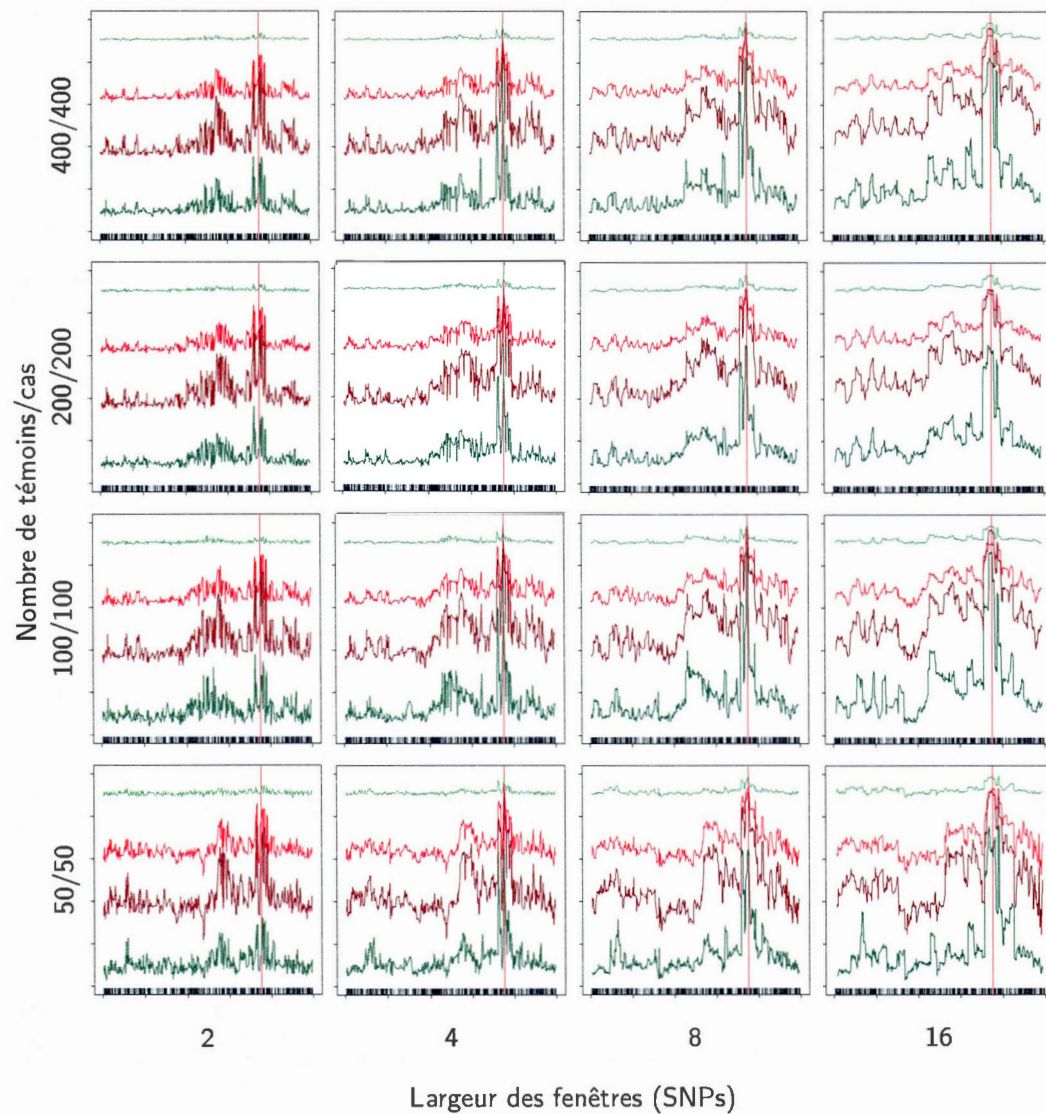 Nombre de témoins/cas
400/400
200/200
100/100
50/50
2 4 8 16
Largeur des fenêtres (SNPs)